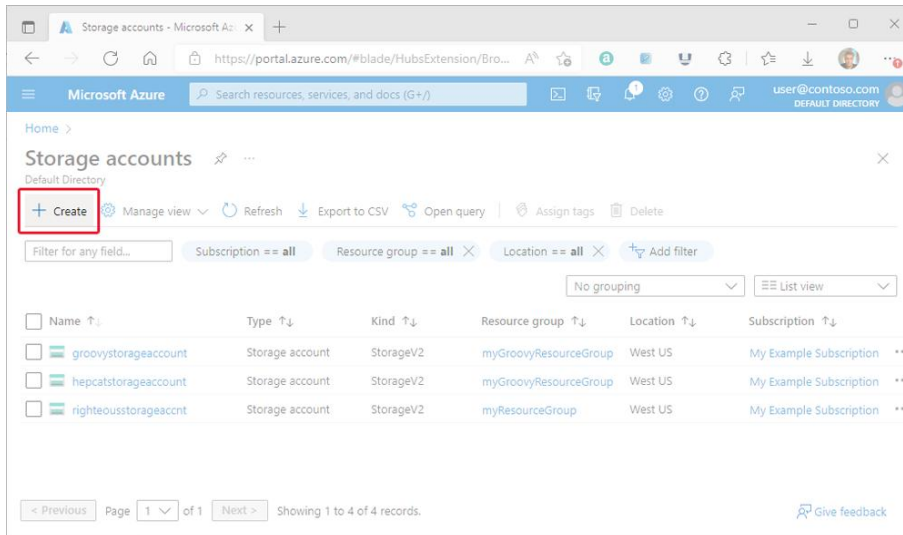 Storage accounts - Microsoft Az
https://portal.azure.com/#blade/HubsExtension/Bro...
Microsoft Azure
Search resources, services, and docs (G+/)
1
user@contoso.com
DEFAULT DIRECTORY
Home >
Storage accounts
Default Directory
+ Create Manage view Refresh Export to CSV Open query Assign tags Delete
Filter for any field... Subscription == all Resource group == all Location == all Add filter
No grouping List view
Name Type Kind Resource group Location Subscription
groovystorageaccount Storage account StorageV2 myGroovyResourceGroup West US My Example Subscription
hepcatstorageaccount Storage account StorageV2 myGroovyResourceGroup West US My Example Subscription
righteousstorageaccnt Storage account StorageV2 myResourceGroup West US My Example Subscription
< Previous Page 1 of 1 Next > Showing 1 to 4 of 4 records. Give feedback